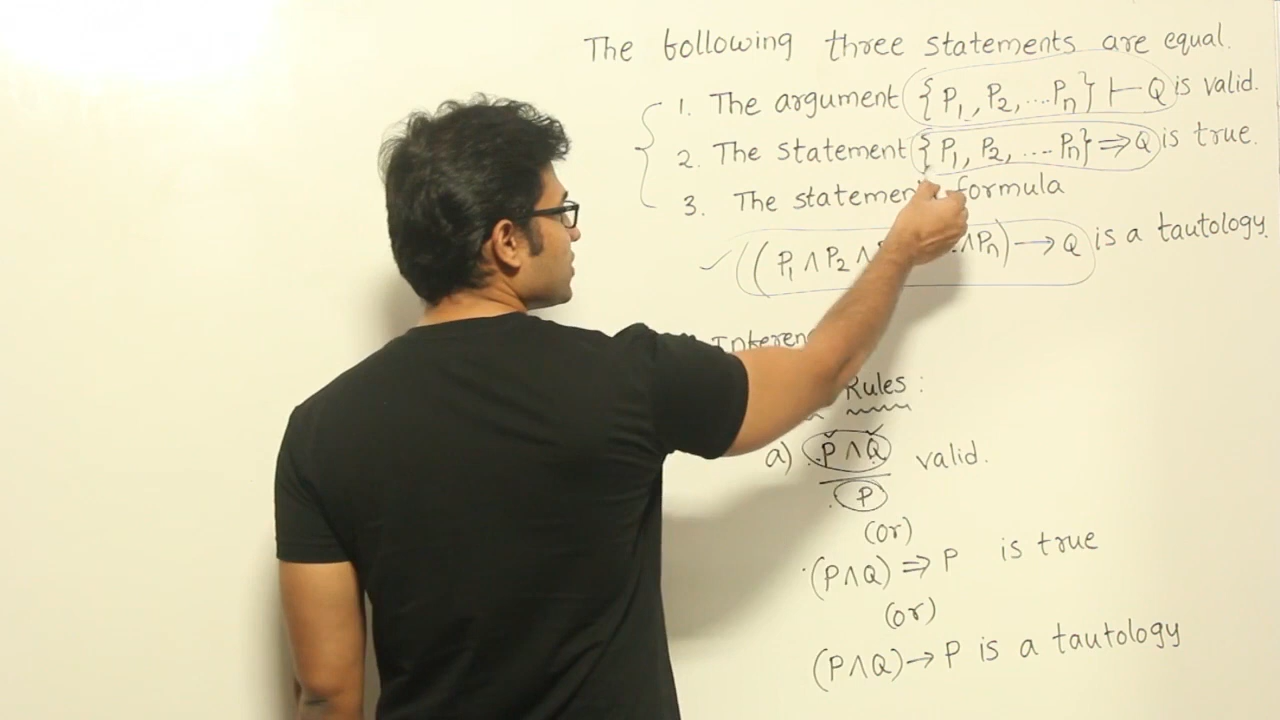 The following three statements are equal.
1. The argument {P1, P2, ....Pn} ⊢ Q is valid.
2. The statement {P1, P2, .... Pn} ⇒ Q is true.
3. The statement formula
✓ (P1 ∧ P2 ∧ .∧Pn) → Q is a tautology.
Rules :
a) P ∧ Q valid.
P
(or)
(P∧Q) ⇒ P is true
(or)
(P∧Q) → P is a tautology